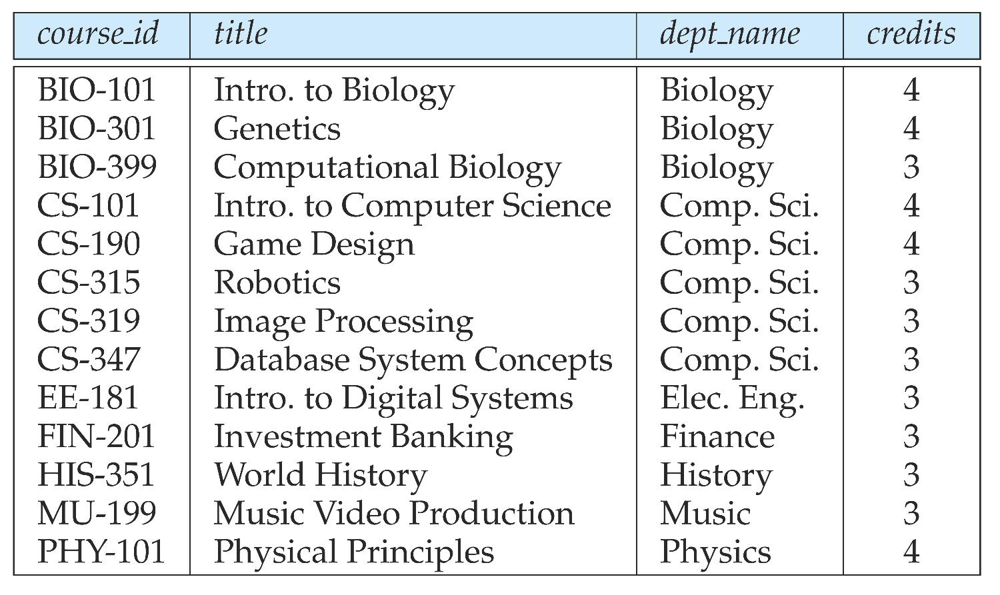 course_id title dept_name credits
BIO-101 Intro. to Biology Biology 4
BIO-301 Genetics Biology 4
BIO-399 Computational Biology Biology 3
CS-101 Intro. to Computer Science Comp. Sci. 4
CS-190 Game Design Comp. Sci. 4
CS-315 Robotics Comp. Sci. 3
CS-319 Image Processing Comp. Sci. 3
CS-347 Database System Concepts Comp. Sci. 3
EE-181 Intro. to Digital Systems Elec. Eng. 3
FIN-201 Investment Banking Finance 3
HIS-351 World History History 3
MU-199 Music Video Production Music 3
PHY-101 Physical Principles Physics 4